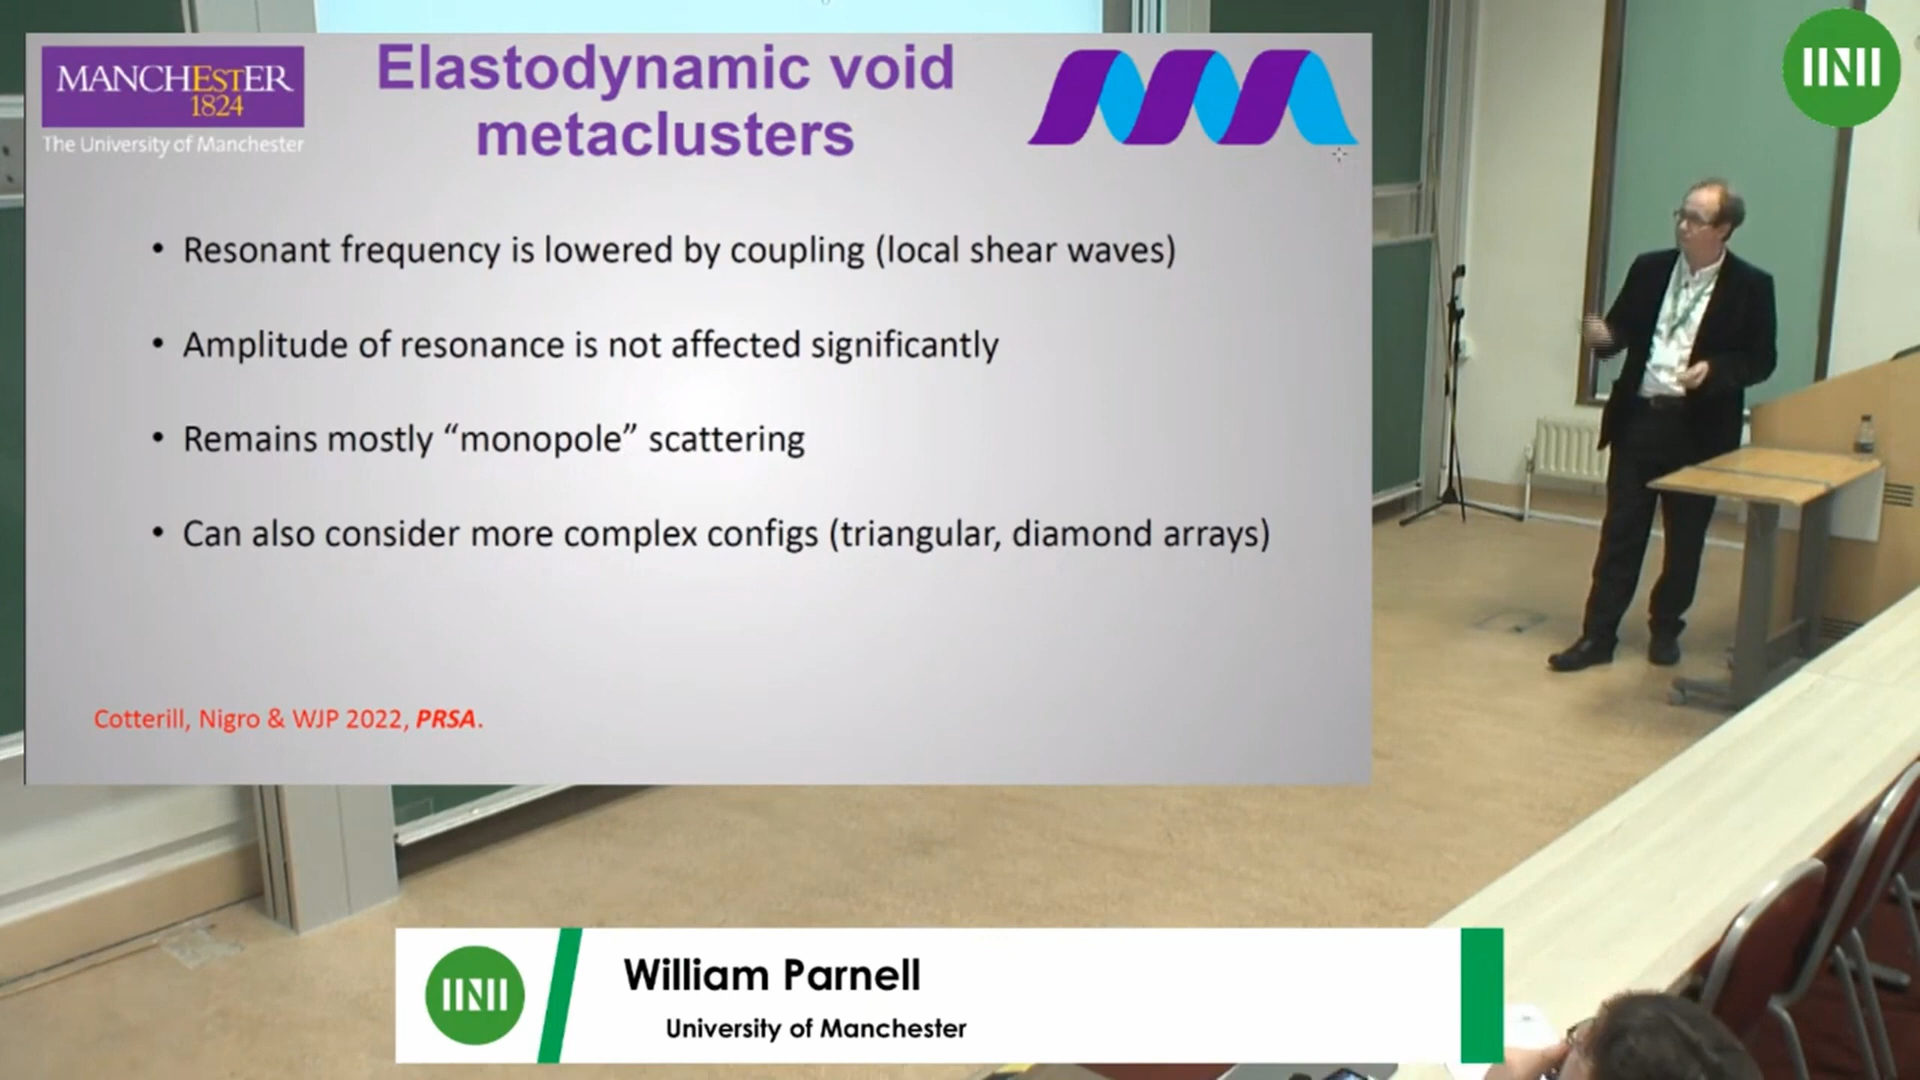 MANCHESTER
1824
The University of Manchester
Elastodynamic void
metaclusters
• Resonant frequency is lowered by coupling (local shear waves)
• Amplitude of resonance is not affected significantly
• Remains mostly “monopole” scattering
• Can also consider more complex configs (triangular, diamond arrays)
Cotterill, Nigro & WJP 2022, PRSA.
William Parnell
University of Manchester